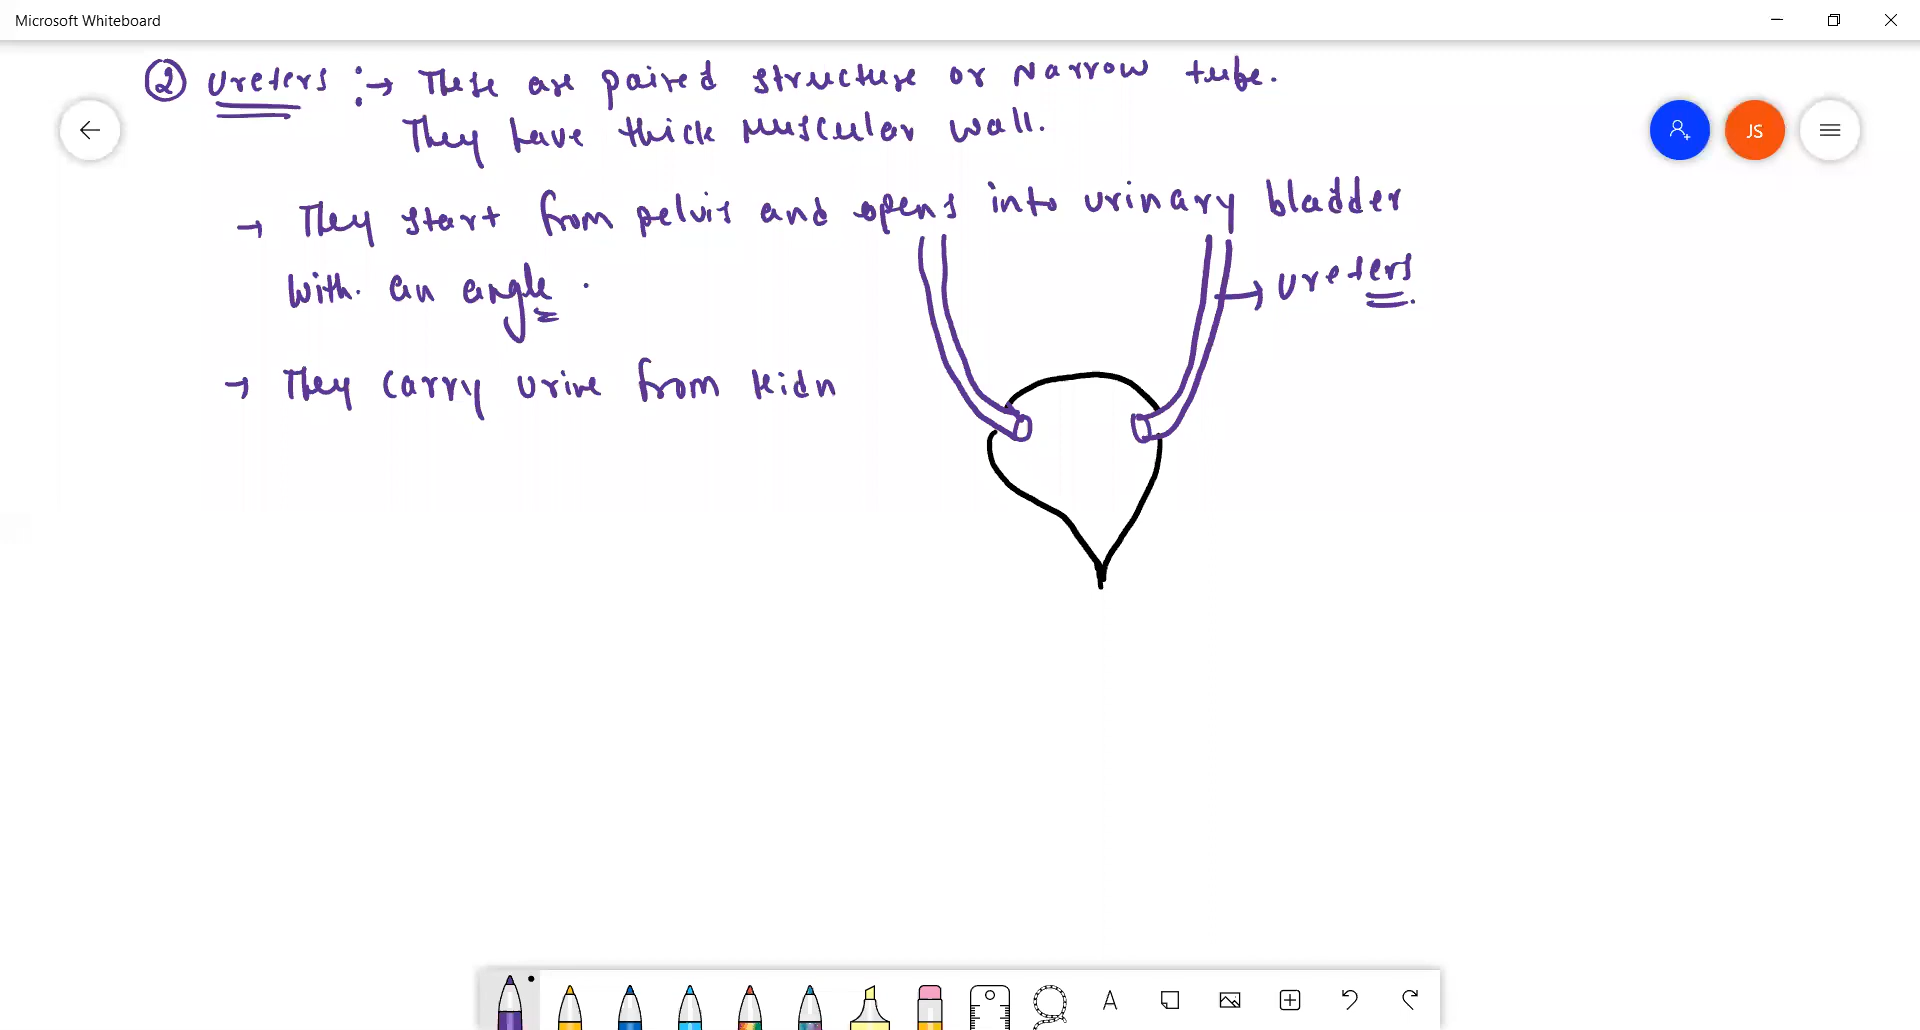 Microsoft Whiteboard
② Ureters :→ These are paired structure or Narrow tube.
They have thick Muscular wall.
JS
→ They start from pelvis and opens into urinary bladder
with. an angle .
→ ureters.
→ They carry urine from kidn
A